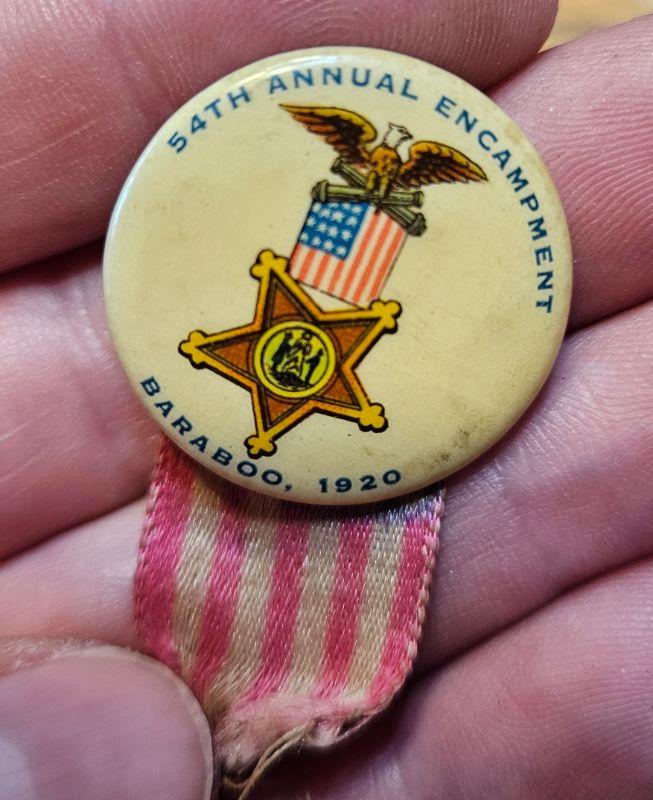 54TH ANNUAL ENCAMPMENT
BARABOO, 1920